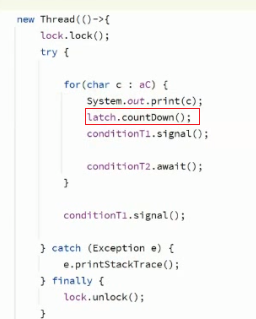 new Thread(()->{
lock.lock();
try {
for(char c : aC) {
System.out.print(c);
latch.countDown();
conditionT1.signal();
conditionT2.await();
}
conditionT1.signal();
} catch (Exception e) {
e.printStackTrace();
} finally {
lock.unlock();
}